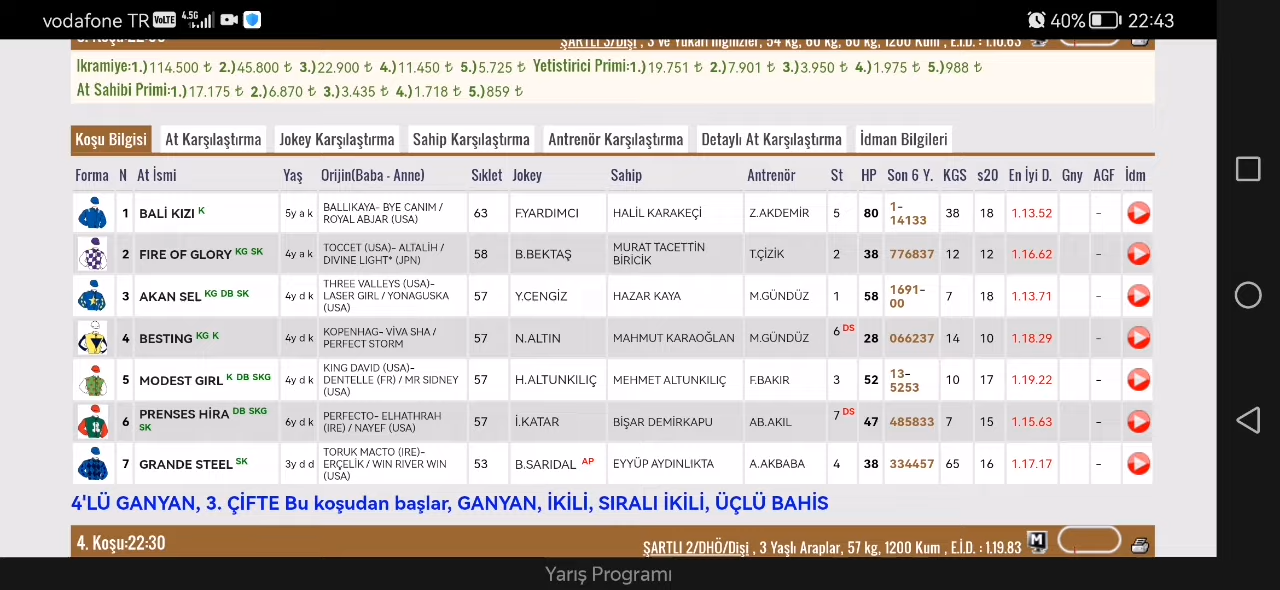 vodafone TR VoLTE 4.5G 40% 22:43
ŞARTLI 3/Dişi , 3 ve Yukarı İngilizler, 54 kg, 60 kg, 60 kg, 1200 Kum , E.İ.D. : 1.10.63
İkramiye:1.)114.500 ₺ 2.)45.800 ₺ 3.)22.900 ₺ 4.)11.450 ₺ 5.)5.725 ₺ Yetistirici Primi:1.)19.751 ₺ 2.)7.901 ₺ 3.)3.950 ₺ 4.)1.975 ₺ 5.)988 ₺
At Sahibi Primi:1.)17.175 ₺ 2.)6.870 ₺ 3.)3.435 ₺ 4.)1.718 ₺ 5.)859 ₺
Koşu Bilgisi At Karşılaştırma Jokey Karşılaştırma Sahip Karşılaştırma Antrenör Karşılaştırma Detaylı At Karşılaştırma İdman Bilgileri
Forma N At İsmi Yaş Orijin(Baba - Anne) Sıklet Jokey Sahip Antrenör St HP Son 6 Y. KGS s20 En İyi D. Gny AGF İdm
1 BALI KIZI K 5y a k BALLIKAYA- BYE CANIM / ROYAL ABJAR (USA) 63 F.YARDIMCI HALİL KARAKEÇİ Z.AKDEMİR 5 80 1-14133 38 18 1.13.52 -
2 FIRE OF GLORY KG SK 4y a k TOCCET (USA)- ALTALİH / DIVINE LIGHT* (JPN) 58 B.BEKTAŞ MURAT TACETTİN BİRİCİK T.ÇİZİK 2 38 776837 12 12 1.16.62 -
3 AKAN SEL KG DB SK 4y d k THREE VALLEYS (USA)- LASER GIRL / YONAGUSKA (USA) 57 Y.CENGİZ HAZAR KAYA M.GÜNDÜZ 1 58 1691-00 7 18 1.13.71 -
4 BESTING KG K 4y d k KOPENHAG- VİVA SHA / PERFECT STORM 57 N.ALTIN MAHMUT KARAOĞLAN M.GÜNDÜZ 6 DS 28 066237 14 10 1.18.29 -
5 MODEST GIRL K DB SKG 4y d k KING DAVID (USA)- DENTELLE (FR) / MR SIDNEY (USA) 57 H.ALTUNKILIÇ MEHMET ALTUNKILIÇ F.BAKIR 3 52 13-5253 10 17 1.19.22 -
6 PRENSES HİRA DB SKG SK 6y d k PERFECTO- ELHATHRAH (IRE) / NAYEF (USA) 57 İ.KATAR BİŞAR DEMİRKAPU AB.AKIL 7 DS 47 485833 7 15 1.15.63 -
7 GRANDE STEEL SK 3y d d TORUK MACTO (IRE)- ERÇELİK / WIN RIVER WIN (USA) 53 B.SARIDAL AP EYYÜP AYDINLIKTA A.AKBABA 4 38 334457 65 16 1.17.17 -
4'LÜ GANYAN, 3. ÇİFTE Bu koşudan başlar, GANYAN, İKİLİ, SIRALI İKİLİ, ÜÇLÜ BAHİS
4. Koşu:22:30 ŞARTLI 2/DHÖ/Dişi , 3 Yaşlı Araplar, 57 kg, 1200 Kum , E.İ.D. : 1.19.83 M
Yarış Programı